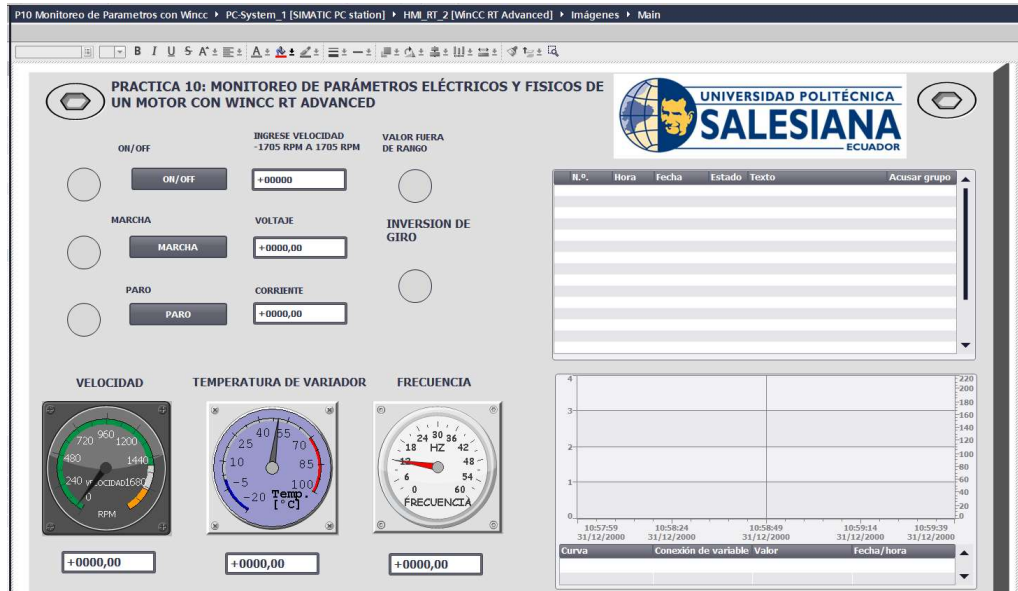 P10 Monitoreo de Parametros con Wincc ▸ PC-System_1 [SIMATIC PC station] ▸ HMI_RT_2 [WinCC RT Advanced] ▸ Imágenes ▸ Main
B I U S A
PRACTICA 10: MONITOREO DE PARÁMETROS ELÉCTRICOS Y FISICOS DE
UN MOTOR CON WINCC RT ADVANCED
UNIVERSIDAD POLITÉCNICA
SALESIANA
ECUADOR
ON/OFF
INGRESE VELOCIDAD
-1705 RPM A 1705 RPM
VALOR FUERA
DE RANGO
ON/OFF
+00000
MARCHA
VOLTAJE
INVERSION DE
GIRO
MARCHA
+0000,00
PARO
CORRIENTE
PARO
+0000,00
N.º. Hora Fecha Estado Texto Acusar grupo
VELOCIDAD
TEMPERATURA DE VARIADOR
FRECUENCIA
0 240 480 720 960 1200 1440 1680
VELOCIDAD
RPM
-20 -5 10 25 40 55 70 85 100
Temp.
[°C]
0 6 12 18 24 30 36 42 48 54 60
HZ
FRECUENCIA
+0000,00
+0000,00
+0000,00
4
3
2
1
0
220
200
180
160
140
120
100
80
60
40
20
0
10:57:59 10:58:24 10:58:49 10:59:14 10:59:39
31/12/2000 31/12/2000 31/12/2000 31/12/2000 31/12/2000
Curva Conexión de variable Valor Fecha/hora